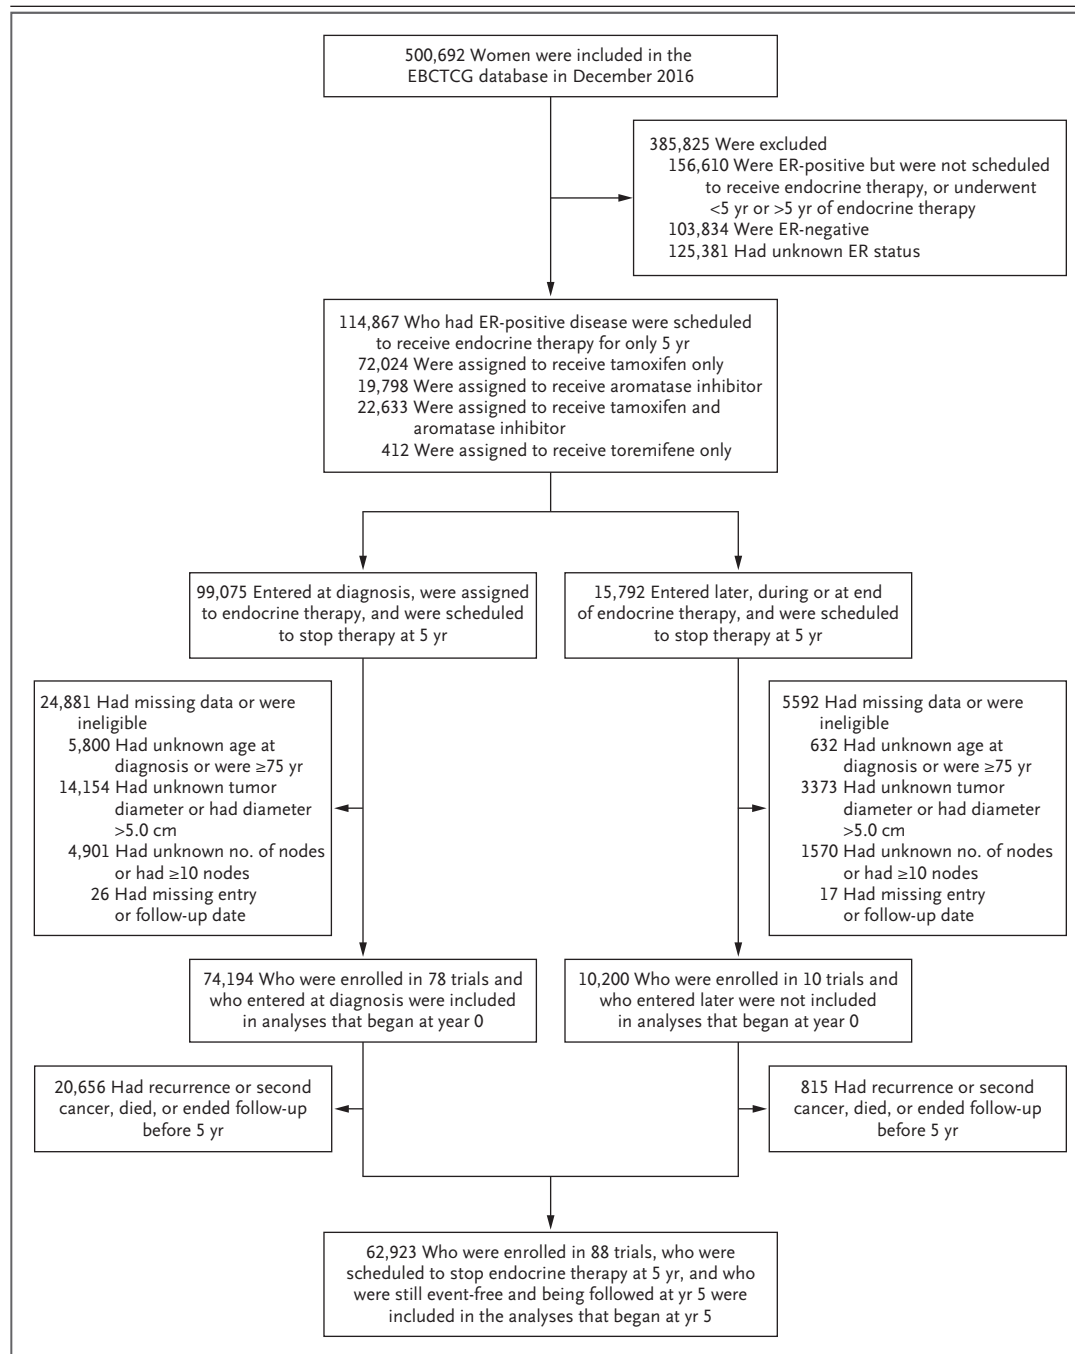 500,692 Women were included in the
EBCTCG database in December 2016
385,825 Were excluded
156,610 Were ER-positive but were not scheduled
to receive endocrine therapy, or underwent
<5 yr or >5 yr of endocrine therapy
103,834 Were ER-negative
125,381 Had unknown ER status
114,867 Who had ER-positive disease were scheduled
to receive endocrine therapy for only 5 yr
72,024 Were assigned to receive tamoxifen only
19,798 Were assigned to receive aromatase inhibitor
22,633 Were assigned to receive tamoxifen and
aromatase inhibitor
412 Were assigned to receive toremifene only
99,075 Entered at diagnosis, were assigned
to endocrine therapy, and were scheduled
to stop therapy at 5 yr
15,792 Entered later, during or at end
of endocrine therapy, and were scheduled
to stop therapy at 5 yr
24,881 Had missing data or were
ineligible
5,800 Had unknown age at
diagnosis or were ≥75 yr
14,154 Had unknown tumor
diameter or had diameter
>5.0 cm
4,901 Had unknown no. of nodes
or had ≥10 nodes
26 Had missing entry
or follow-up date
5592 Had missing data or were
ineligible
632 Had unknown age at
diagnosis or were ≥75 yr
3373 Had unknown tumor
diameter or had diameter
>5.0 cm
1570 Had unknown no. of nodes
or had ≥10 nodes
17 Had missing entry
or follow-up date
74,194 Who were enrolled in 78 trials and
who entered at diagnosis were included
in analyses that began at year 0
10,200 Who were enrolled in 10 trials and
who entered later were not included
in analyses that began at year 0
20,656 Had recurrence or second
cancer, died, or ended follow-up
before 5 yr
815 Had recurrence or second
cancer, died, or ended follow-up
before 5 yr
62,923 Who were enrolled in 88 trials, who were
scheduled to stop endocrine therapy at 5 yr, and who
were still event-free and being followed at yr 5 were
included in the analyses that began at yr 5